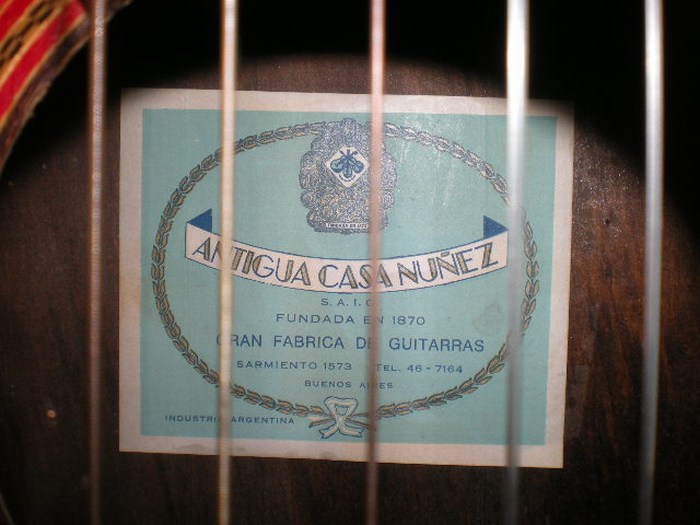 ANTIGUA CASA NUÑEZ
S.A.I.C.
FUNDADA EN 1870
GRAN FABRICA DE GUITARRAS
SARMIENTO 1573 TEL. 46-7164
BUENOS AIRES
INDUSTRIA ARGENTINA